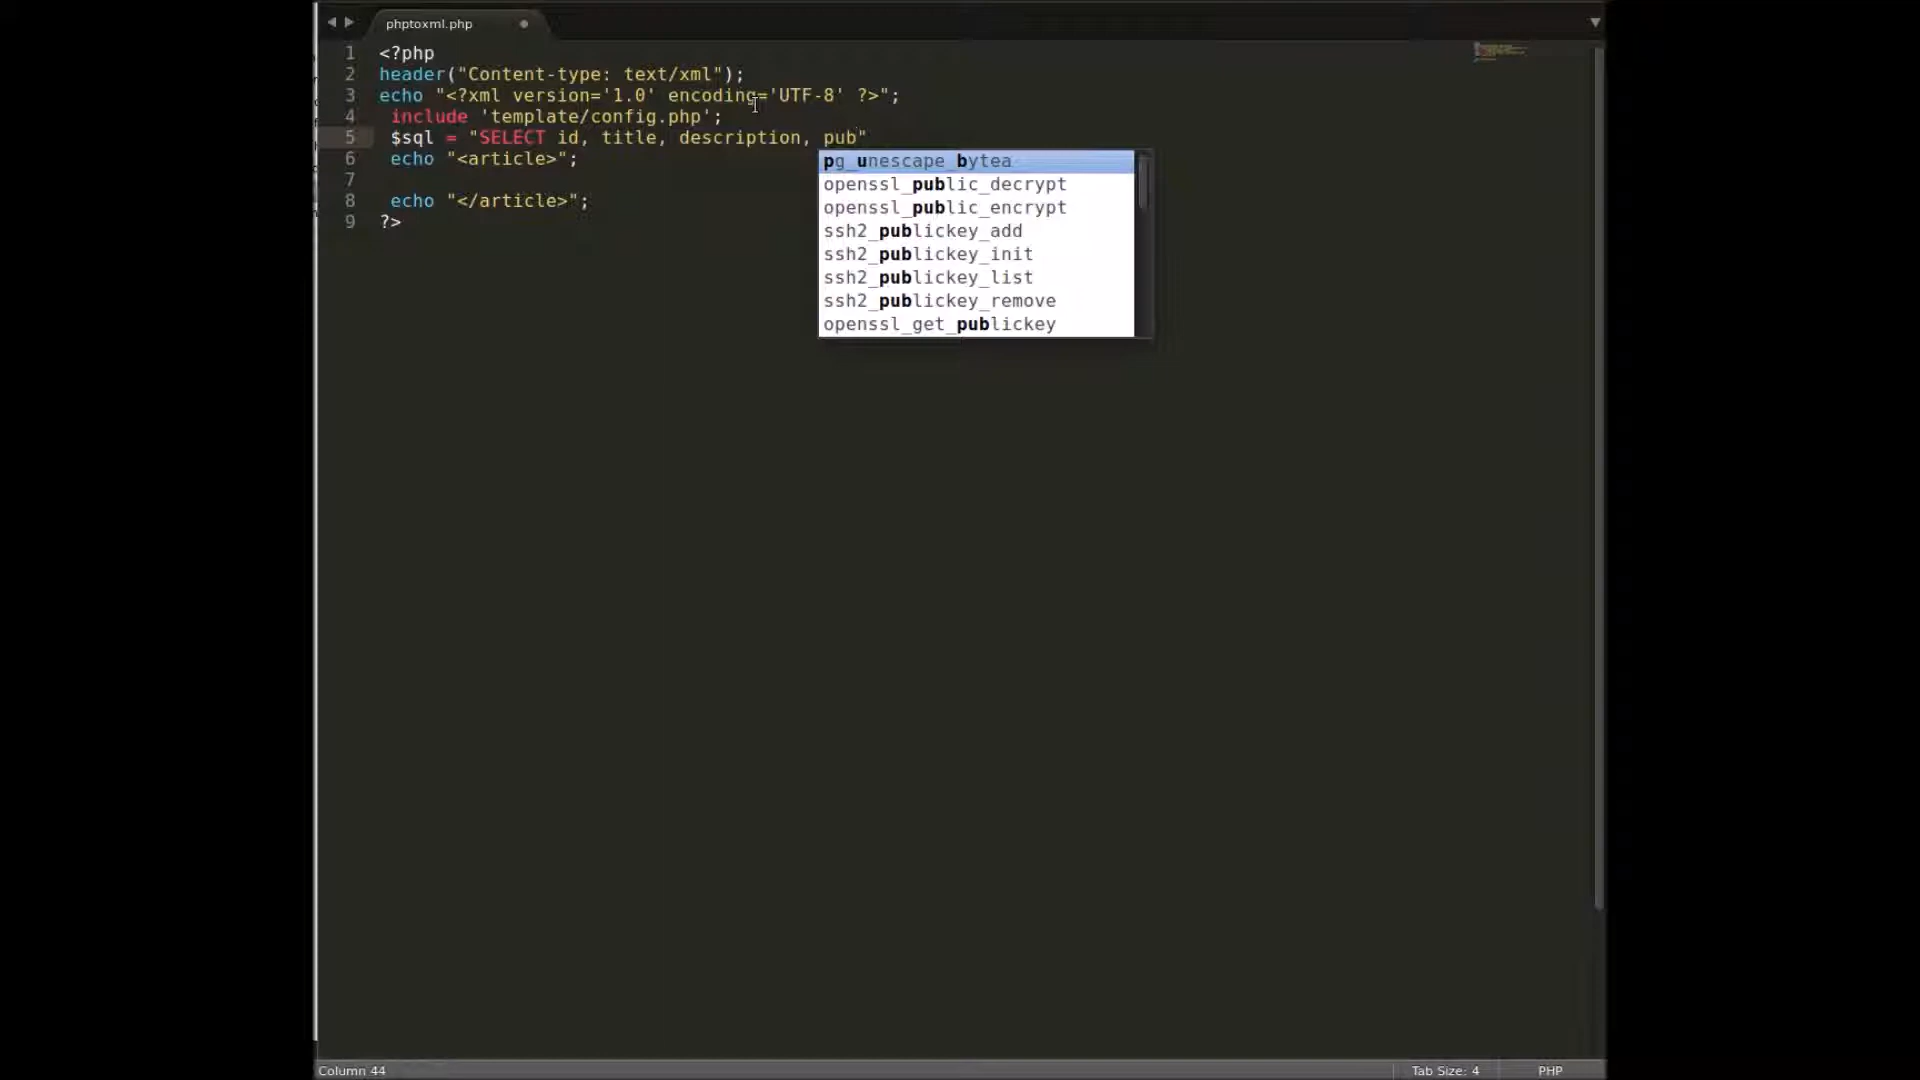 phptoxml.php
1 <?php
2 header("Content-type: text/xml");
3 echo "<?xml version='1.0' encoding='UTF-8' ?>";
4 include 'template/config.php';
5 $sql = "SELECT id, title, description, pub"
6 echo "<article>";
7
8 echo "</article>";
9 ?>
pg_unescape_bytea
openssl_public_decrypt
openssl_public_encrypt
ssh2_publickey_add
ssh2_publickey_init
ssh2_publickey_list
ssh2_publickey_remove
openssl_get_publickey
Column 44 Tab Size: 4 PHP